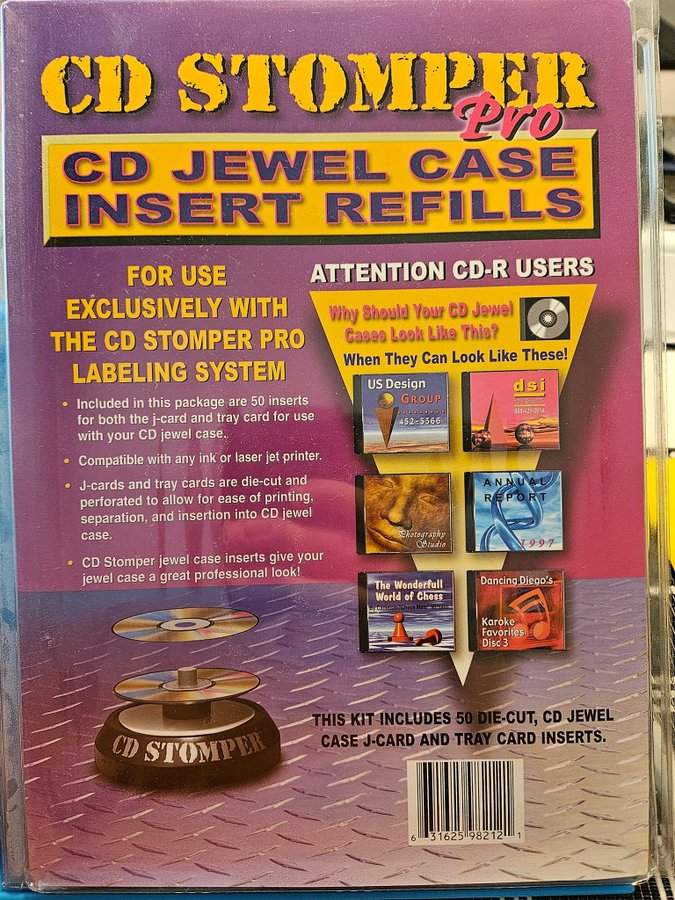 CD STOMPER
Pro
CD JEWEL CASE
INSERT REFILLS
FOR USE
EXCLUSIVELY WITH
THE CD STOMPER PRO
LABELING SYSTEM
• Included in this package are 50 inserts
for both the j-card and tray card for use
with your CD jewel case.
• Compatible with any ink or laser jet printer.
• J-cards and tray cards are die-cut and
perforated to allow for ease of printing,
separation, and insertion into CD jewel
case.
• CD Stomper jewel case inserts give your
jewel case a great professional look!
CD STOMPER
ATTENTION CD-R USERS
Why Should Your CD Jewel
Cases Look Like This?
When They Can Look Like These!
US Design
GROUP
452-5566
dsi
Photography
Studio
ANNUAL
REPORT
1997
The Wonderfull
World of Chess
Dancing Diego's
Karoke
Favorites
Disc 3
THIS KIT INCLUDES 50 DIE-CUT, CD JEWEL
CASE J-CARD AND TRAY CARD INSERTS.
6 31625 98212 1